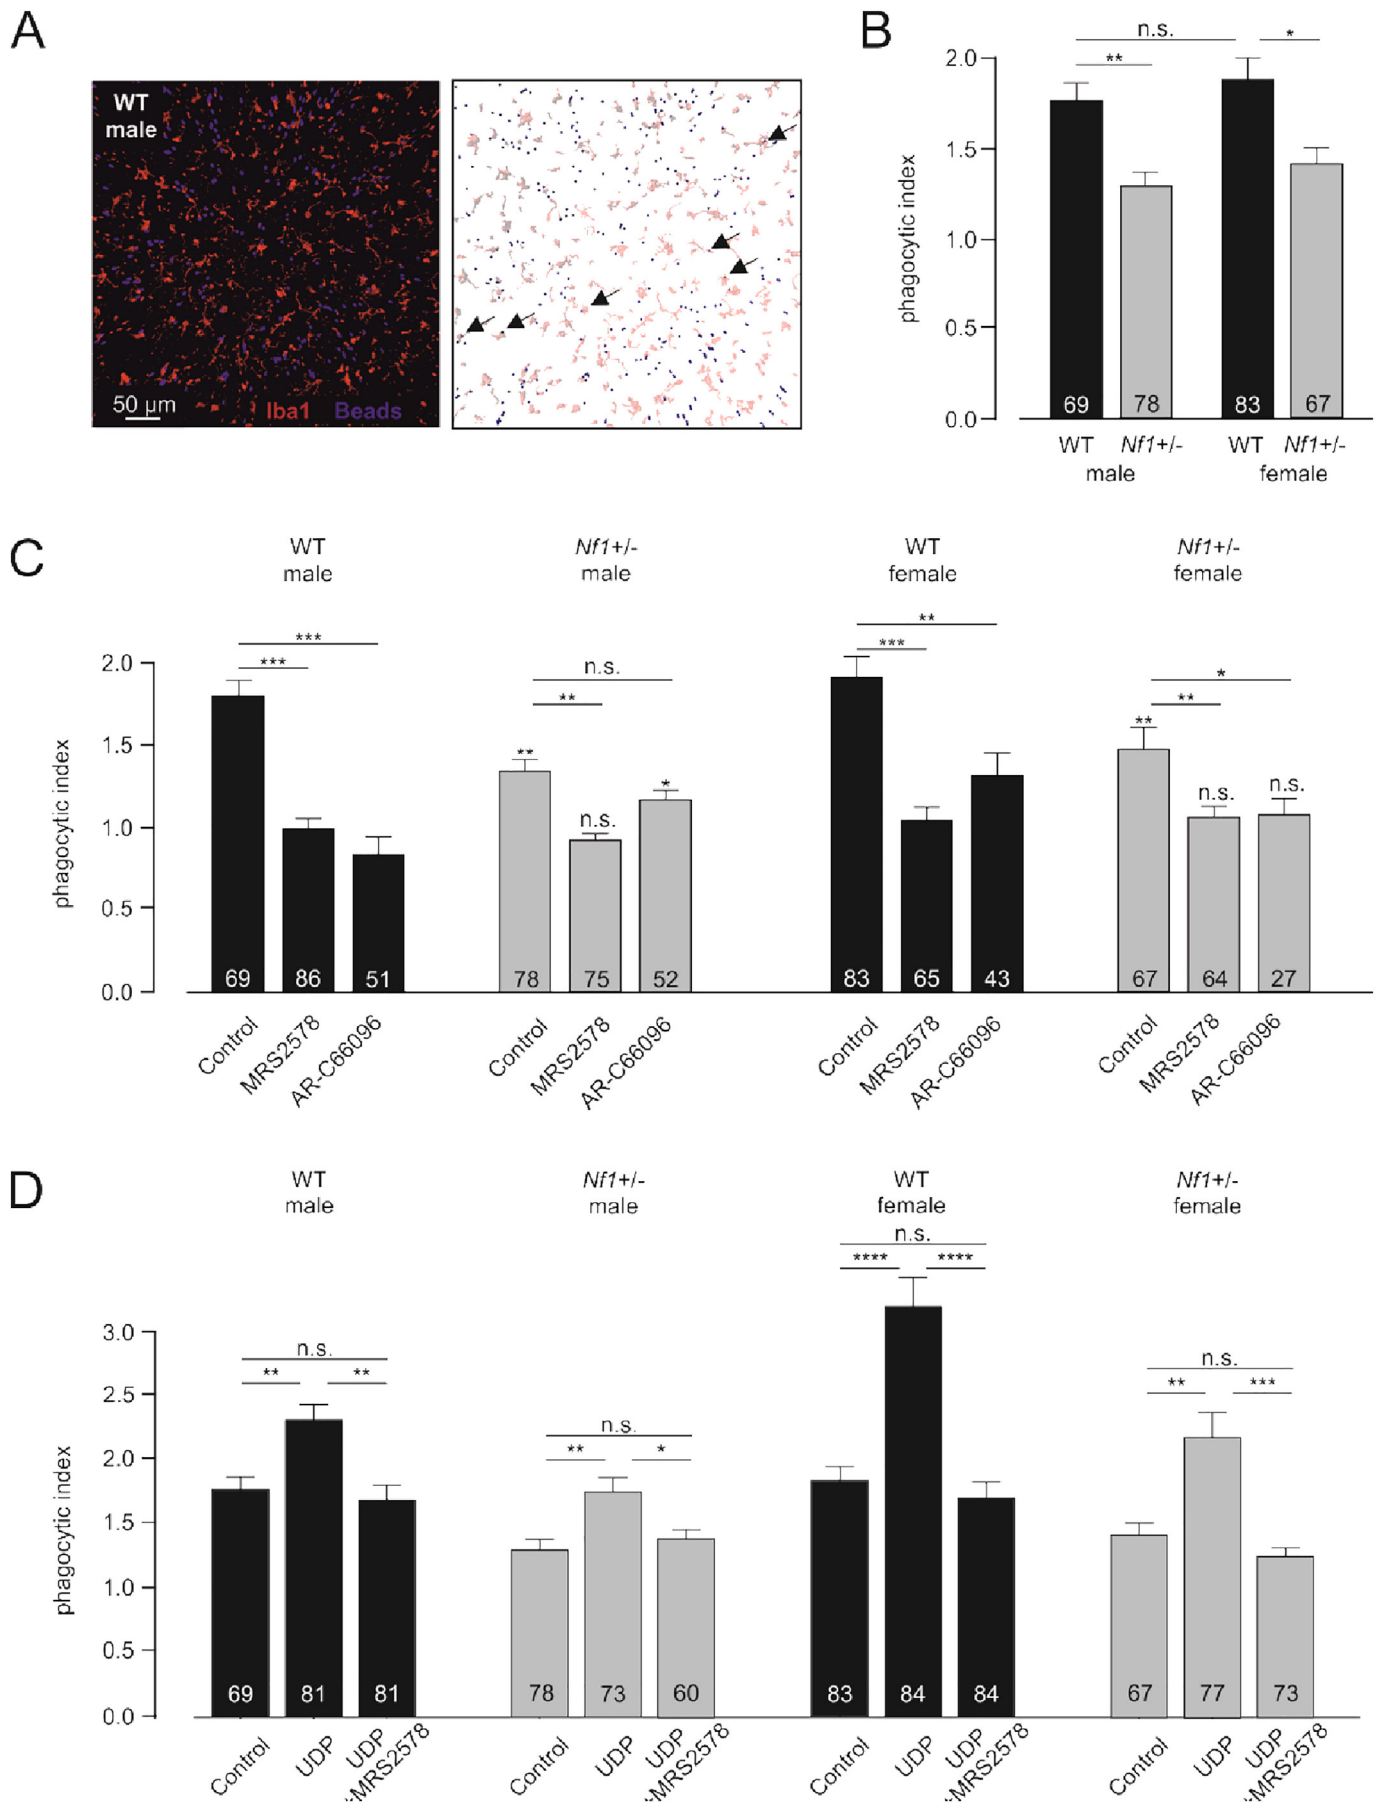 A
WT
male
50 µm
Iba1 Beads
B
n.s.
** *
2.0
1.5
1.0
0.5
0.0
phagocytic index
69 78 83 67
WT Nf1+/- WT Nf1+/-
male female
C
WT Nf1+/- WT Nf1+/-
male male female female
*** n.s. ** *
*** ** *** **
2.0
1.5
1.0
0.5
0.0
phagocytic index
** n.s. * ** n.s. n.s.
69 86 51 78 75 52 83 65 43 67 64 27
Control MRS2578 AR-C66096 Control MRS2578 AR-C66096 Control MRS2578 AR-C66096 Control MRS2578 AR-C66096
D
WT Nf1+/- WT Nf1+/-
male male female female
n.s. n.s. n.s. n.s.
** ** ** * **** **** ** ***
3.0
2.5
2.0
1.5
1.0
0.5
0.0
phagocytic index
69 81 81 78 73 60 83 84 84 67 77 73
Control UDP UDP Control UDP UDP Control UDP UDP Control UDP UDP
+MRS2578 +MRS2578 +MRS2578 +MRS2578